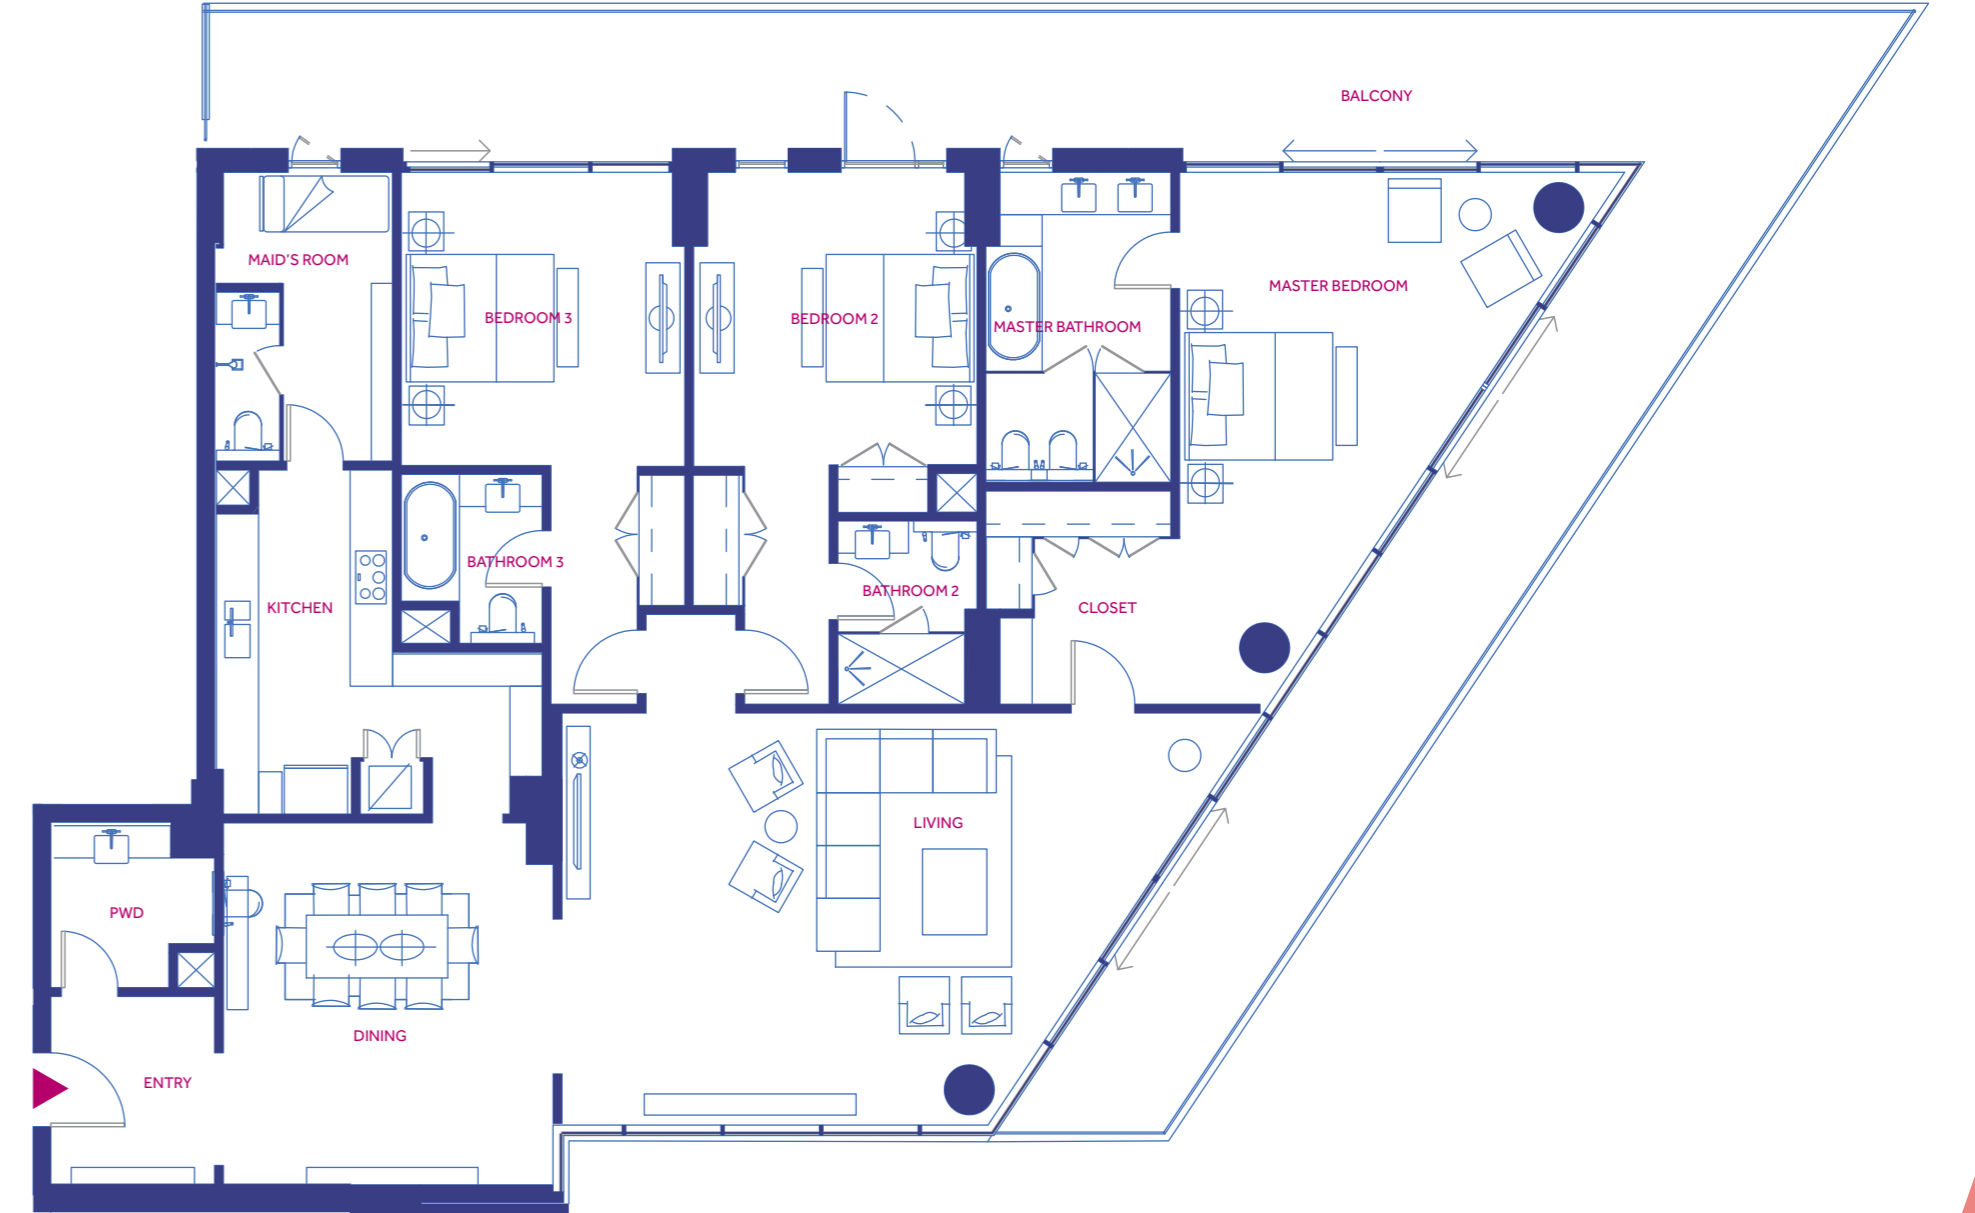 BALCONY
MAID'S ROOM
BEDROOM 3
BEDROOM 2
MASTER BATHROOM
MASTER BEDROOM
KITCHEN
BATHROOM 3
BATHROOM 2
CLOSET
LIVING
PWD
DINING
ENTRY